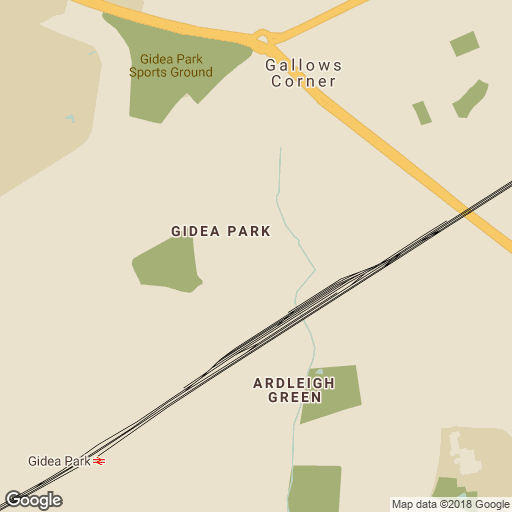 Gidea Park
Sports Ground
Gallows
Corner
GIDEA PARK
ARDLEIGH
GREEN
Gidea Park
Google
Map data ©2018 Google